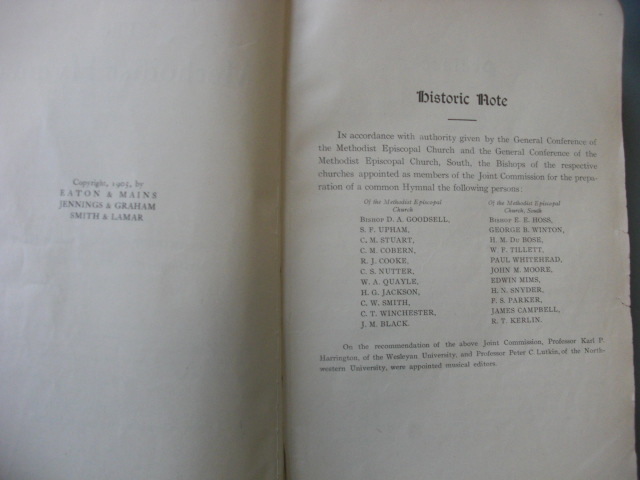 Copyright, 1905, by
EATON & MAINS
JENNINGS & GRAHAM
SMITH & LAMAR
Historic Note
IN accordance with authority given by the General Conference of
the Methodist Episcopal Church and the General Conference of the
Methodist Episcopal Church, South, the Bishops of the respective
churches appointed as members of the Joint Commission for the prepa-
ration of a common Hymnal the following persons:
Of the Methodist Episcopal
Church
BISHOP D. A. GOODSELL,
S. F. UPHAM,
C. M. STUART,
C. M. COBERN,
R. J. COOKE,
C. S. NUTTER,
W. A. QUAYLE,
H. G. JACKSON,
C. W. SMITH,
C. T. WINCHESTER,
J. M. BLACK.
Of the Methodist Episcopal
Church, South
BISHOP E. E. HOSS,
GEORGE B. WINTON,
H. M. DU BOSE,
W. F. TILLETT,
PAUL WHITEHEAD,
JOHN M. MOORE,
EDWIN MIMS,
H. N. SNYDER,
F. S. PARKER,
JAMES CAMPBELL,
R. T. KERLIN.
On the recommendation of the above Joint Commission, Professor Karl P.
Harrington, of the Wesleyan University, and Professor Peter C Lutkin, of the North-
western University, were appointed musical editors.